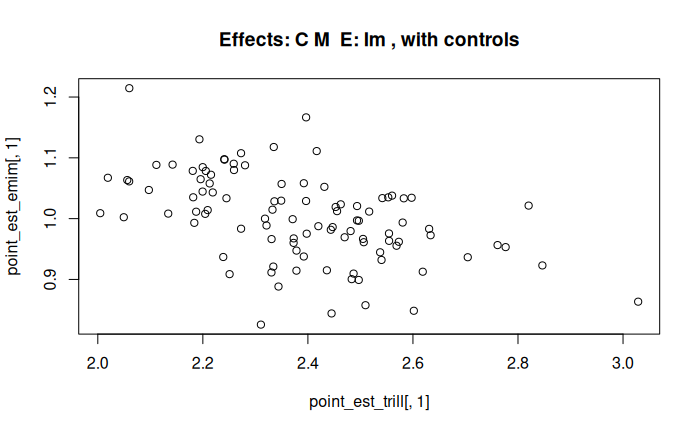 Effects: C M  E: Im , with controls
point_est_emim[, 1]
1.2
1.1
1.0
0.9
2.0 2.2 2.4 2.6 2.8 3.0
point_est_trill[, 1]